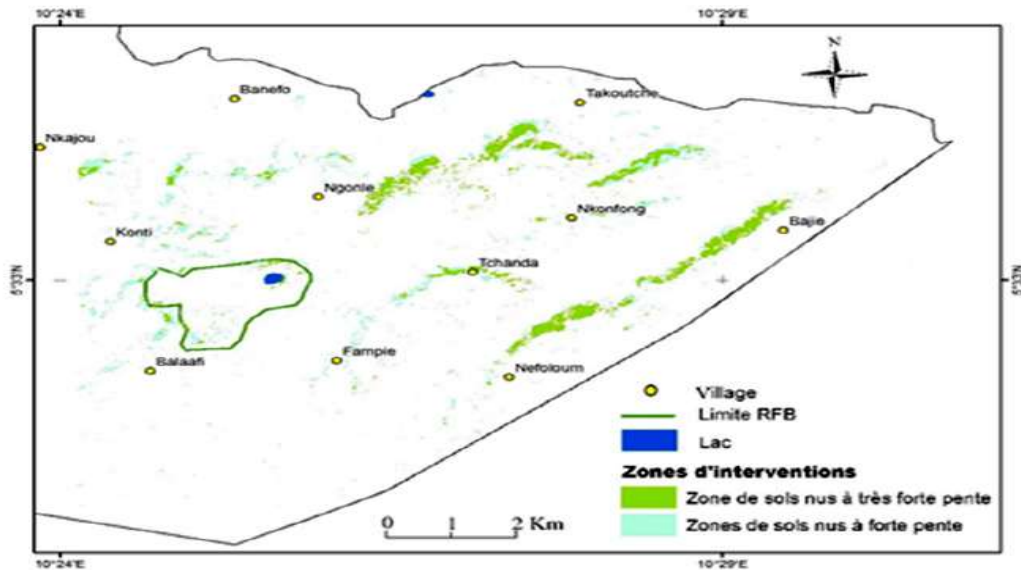 10°24'E 10°29'E
N
Banefo
Takoutche
Nkajou
Ngonle
Nkonfong
Bajie
Konti
Tchanda
5°33'N 5°33'N
Fampie
Balaafi
Nefoloum
Village
Limite RFB
Lac
Zones d'interventions
Zone de sols nus à très forte pente
Zones de sols nus à forte pente
0 1 2 Km
10°24'E 10°29'E